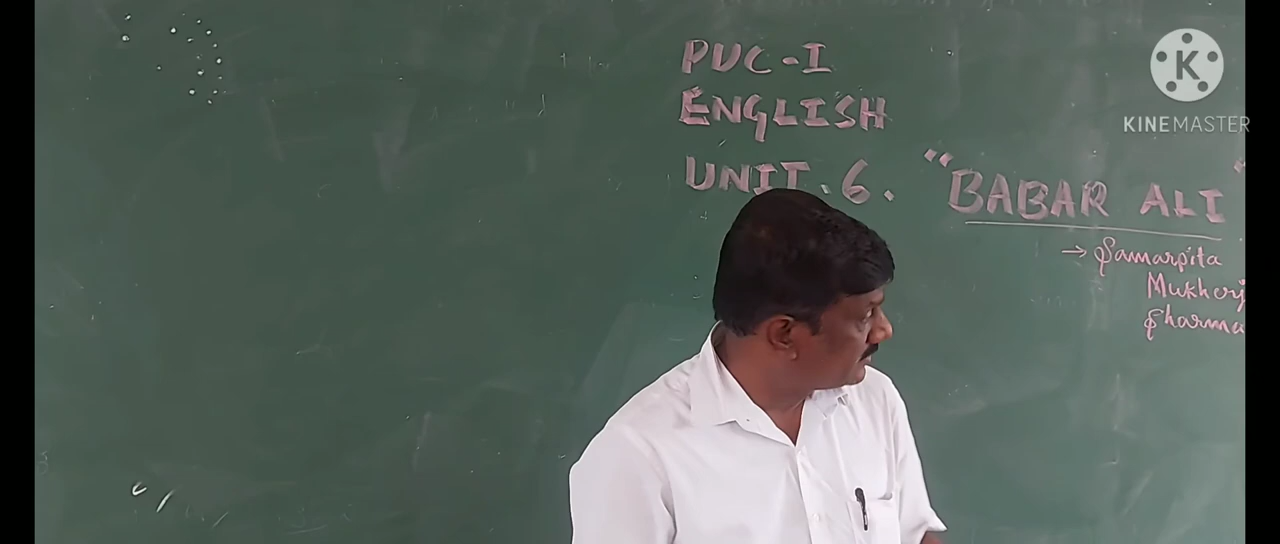 PUC-I
ENGLISH
UNIT.6. "BABAR ALI"
→ Samarpita
Mukherj
Sharma
K
KINEMASTER